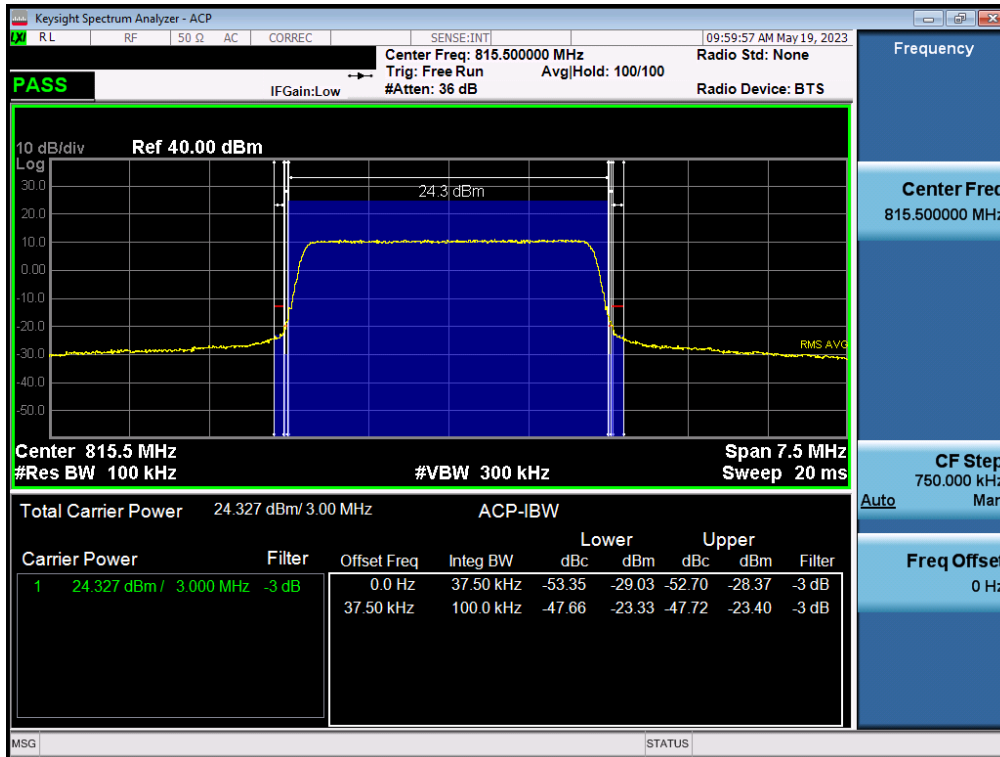 Keysight Spectrum Analyzer - ACP
LXI RL RF 50 Ω AC CORREC SENSE:INT 09:59:57 AM May 19, 2023
Center Freq: 815.500000 MHz Radio Std: None
Trig: Free Run Avg|Hold: 100/100
PASS IFGain:Low #Atten: 36 dB Radio Device: BTS
10 dB/div Ref 40.00 dBm
Log
24.3 dBm
30.0
20.0
10.0
0.00
-10.0
-20.0
-30.0
-40.0
-50.0
RMS AVG
Center 815.5 MHz Span 7.5 MHz
#Res BW 100 kHz #VBW 300 kHz Sweep 20 ms
Total Carrier Power 24.327 dBm/ 3.00 MHz ACP-IBW
Lower Upper
Carrier Power Filter Offset Freq Integ BW dBc dBm dBc dBm Filter
1 24.327 dBm / 3.000 MHz -3 dB 0.0 Hz 37.50 kHz -53.35 -29.03 -52.70 -28.37 -3 dB
37.50 kHz 100.0 kHz -47.66 -23.33 -47.72 -23.40 -3 dB
MSG STATUS
Frequency
Center Freq
815.500000 MHz
CF Step
750.000 kHz
Auto Man
Freq Offset
0 Hz